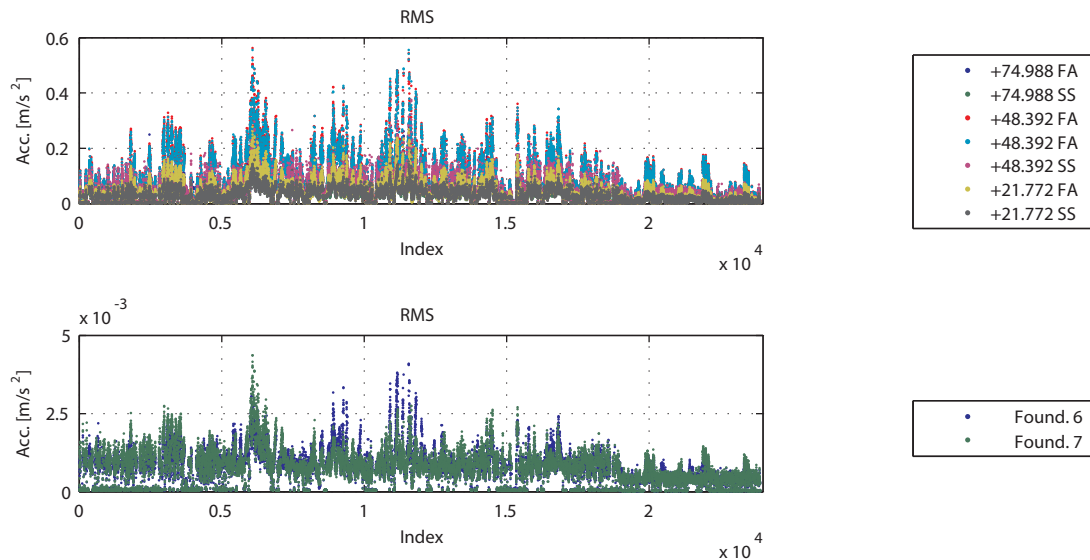 RMS
0.6
0.4
0.2
0
Acc. [m/s 2]
0 0.5 1 1.5 2
Index
x 10 4
+74.988 FA
+74.988 SS
+48.392 FA
+48.392 FA
+48.392 SS
+21.772 FA
+21.772 SS
x 10 -3
RMS
5
2.5
0
Acc. [m/s 2]
0 0.5 1 1.5 2
Index
x 10 4
Found. 6
Found. 7